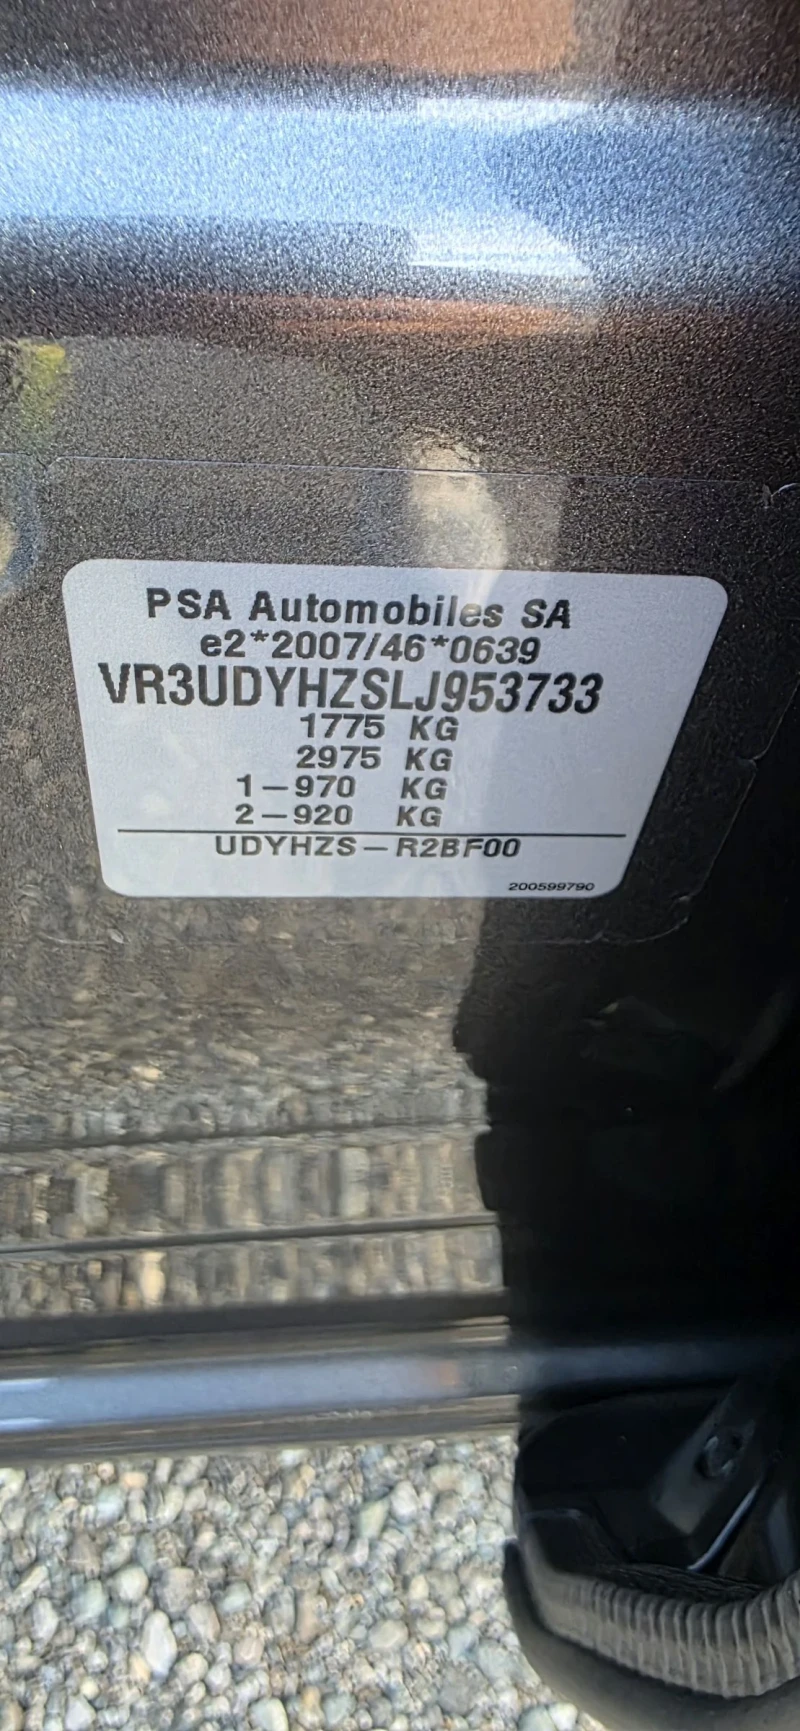 PSA Automobiles SA
e2*2007/46*0639
VR3UDYHZSLJ953733
1775 KG
2975 KG
1-970 KG
2-920 KG
UDYHZS-R2BF00
200599790